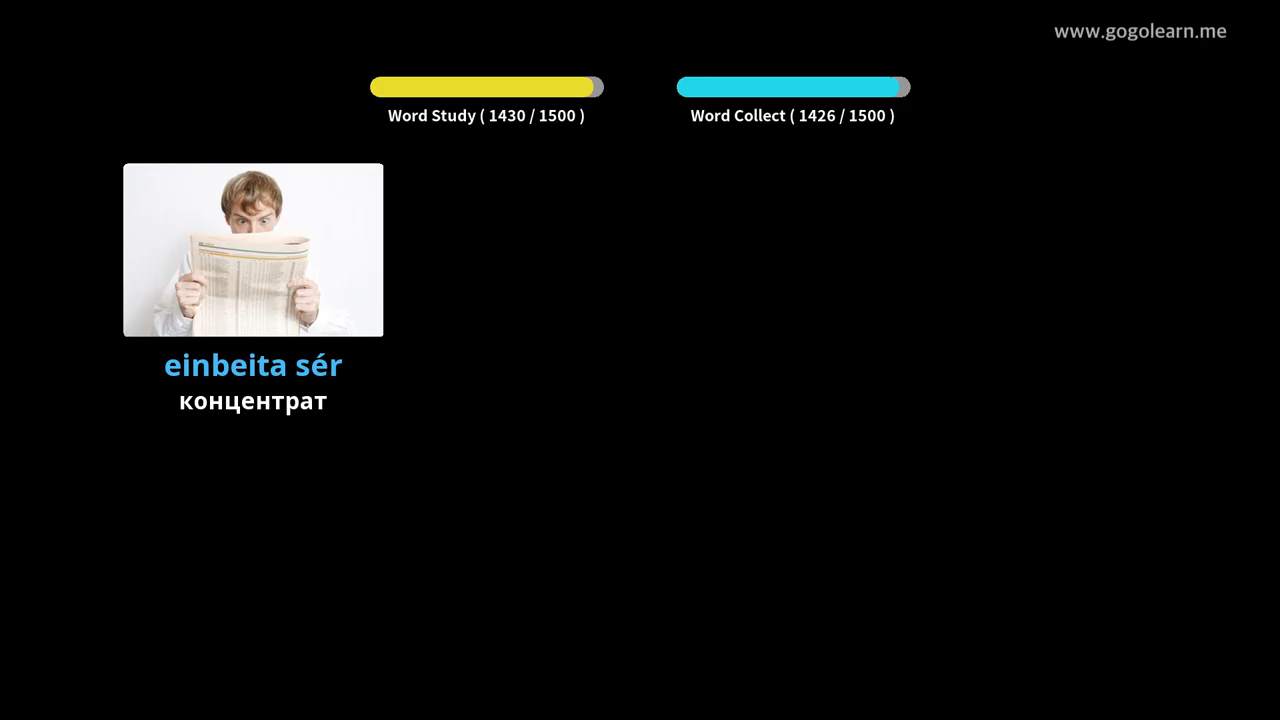 www.gogolearn.me
Word Study ( 1430 / 1500 )
Word Collect ( 1426 / 1500 )
einbeita sér
концентрат